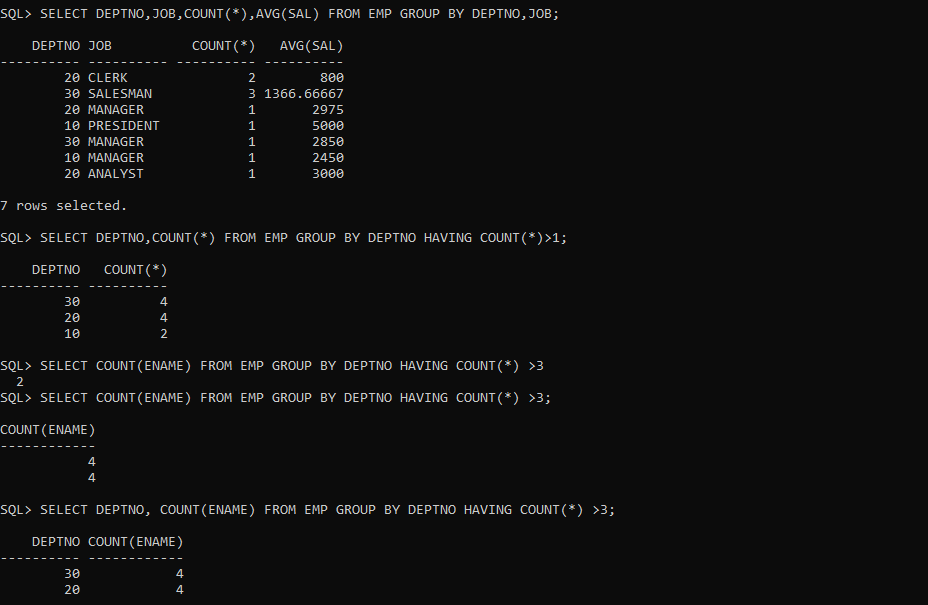 SQL> SELECT DEPTNO,JOB,COUNT(*),AVG(SAL) FROM EMP GROUP BY DEPTNO,JOB;

    DEPTNO JOB          COUNT(*)   AVG(SAL)
---------- ---------- ---------- ----------
        20 CLERK               2        800
        30 SALESMAN            3 1366.66667
        20 MANAGER             1       2975
        10 PRESIDENT           1       5000
        30 MANAGER             1       2850
        10 MANAGER             1       2450
        20 ANALYST             1       3000

7 rows selected.

SQL> SELECT DEPTNO,COUNT(*) FROM EMP GROUP BY DEPTNO HAVING COUNT(*)>1;

    DEPTNO   COUNT(*)
---------- ----------
        30          4
        20          4
        10          2

SQL> SELECT COUNT(ENAME) FROM EMP GROUP BY DEPTNO HAVING COUNT(*) >3
  2
SQL> SELECT COUNT(ENAME) FROM EMP GROUP BY DEPTNO HAVING COUNT(*) >3;

COUNT(ENAME)
------------
           4
           4

SQL> SELECT DEPTNO, COUNT(ENAME) FROM EMP GROUP BY DEPTNO HAVING COUNT(*) >3;

    DEPTNO COUNT(ENAME)
---------- ------------
        30            4
        20            4